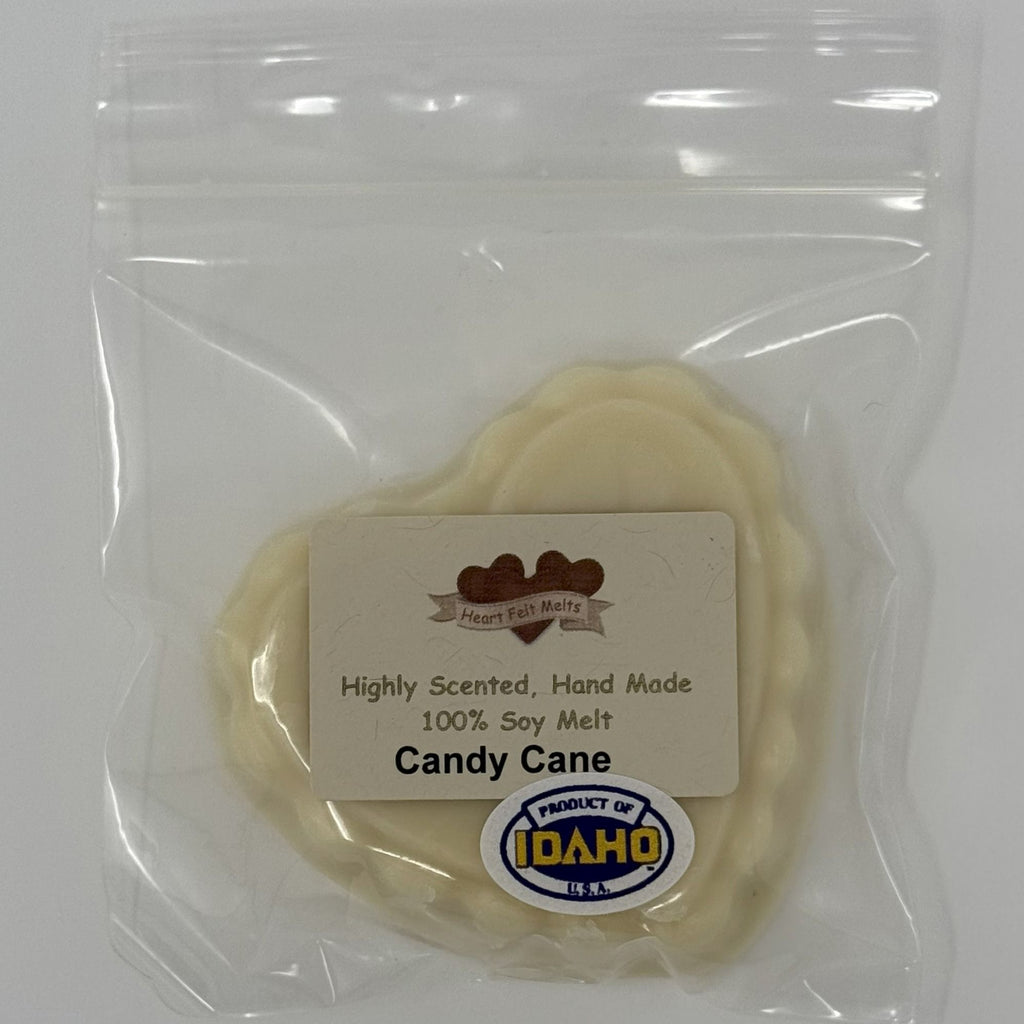 Heart Felt Melts
Highly Scented, Hand Made
100% Soy Melt
Candy Cane
PRODUCT OF
IDAHO
U.S.A.